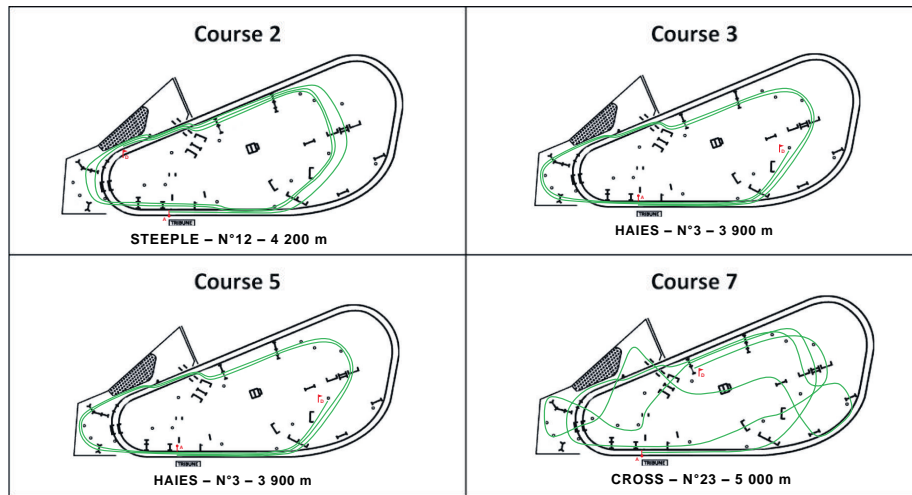 Course 2
D
A
TRIBUNE
STEEPLE – N°12 – 4 200 m
Course 3
D
A
TRIBUNE
HAIES – N°3 – 3 900 m
Course 5
D
A
TRIBUNE
HAIES – N°3 – 3 900 m
Course 7
D
A
TRIBUNE
CROSS – N°23 – 5 000 m